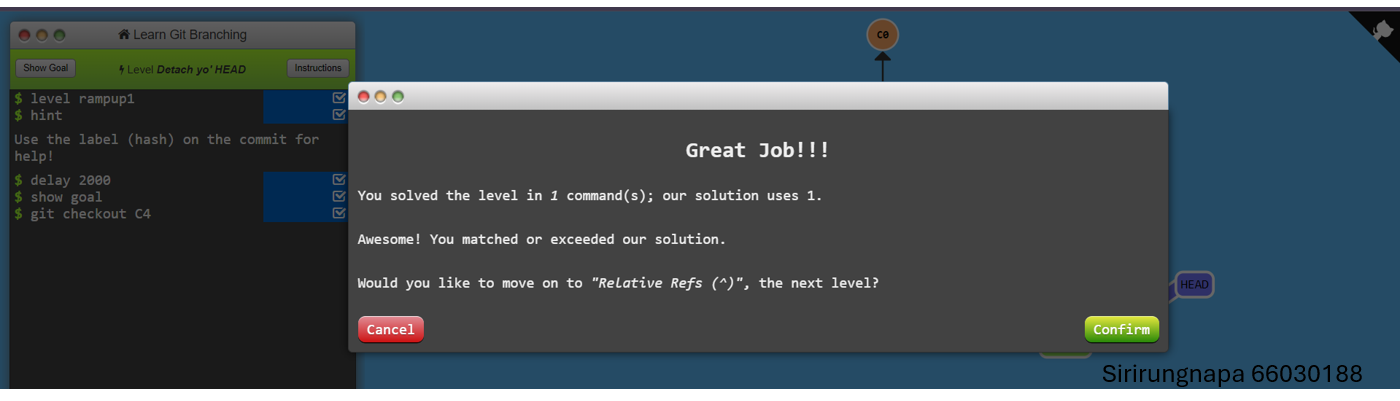 Learn Git Branching
C0
Show Goal
Level Detach yo' HEAD
Instructions
$ level rampup1
$ hint
Use the label (hash) on the commit for
help!
$ delay 2000
$ show goal
$ git checkout C4
Great Job!!!
You solved the level in 1 command(s); our solution uses 1.
Awesome! You matched or exceeded our solution.
Would you like to move on to "Relative Refs (^)", the next level?
HEAD
Cancel
Confirm
Sirirungnapa 66030188